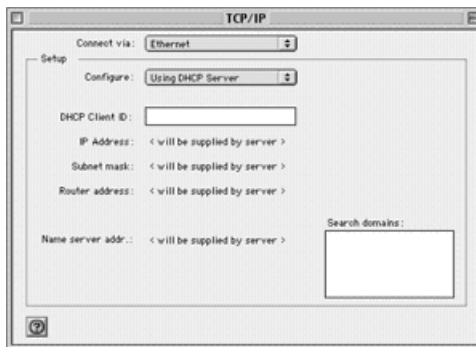 TCP/IP
Connect via: Ethernet
Setup
Configure: Using DHCP Server
DHCP Client ID:
IP Address: < will be supplied by server >
Subnet mask: < will be supplied by server >
Router address: < will be supplied by server >
Search domains:
Name server addr.: < will be supplied by server >
?